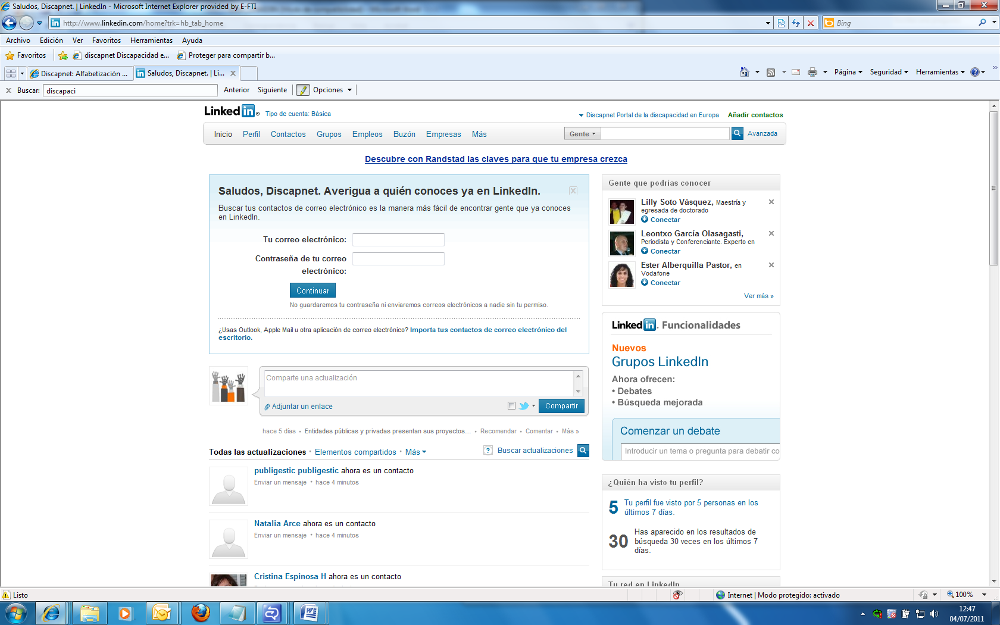 Saludos, Discapnet. | LinkedIn - Microsoft Internet Explorer provided by E-FTI
http://www.linkedin.com/home?trk=hb_tab_home
Bing
Archivo Edición Ver Favoritos Herramientas Ayuda
Favoritos discapnet Discapacidad e... Proteger para compartir b...
Discapnet: Alfabetización ... Saludos, Discapnet. | Li...
Página Seguridad Herramientas
Buscar: discapaci Anterior Siguiente Opciones
Linked in Tipo de cuenta: Básica
Discapnet Portal de la discapacidad en Europa Añadir contactos
Inicio Perfil Contactos Grupos Empleos Buzón Empresas Más
Gente Avanzada
Descubre con Randstad las claves para que tu empresa crezca
Saludos, Discapnet. Averigua a quién conoces ya en LinkedIn.
Buscar tus contactos de correo electrónico es la manera más fácil de encontrar gente que ya conoces
en LinkedIn.
Tu correo electrónico:
Contraseña de tu correo
electrónico:
Continuar
No guardaremos tu contraseña ni enviaremos correos electrónicos a nadie sin tu permiso.
¿Usas Outlook, Apple Mail u otra aplicación de correo electrónico? Importa tus contactos de correo electrónico del
escritorio.
Comparte una actualización
Adjuntar un enlace
Compartir
hace 5 días • Entidades públicas y privadas presentan sus proyectos... • Recomendar • Comentar • Más »
Todas las actualizaciones • Elementos compartidos • Más
? Buscar actualizaciones
publigestic publigestic ahora es un contacto
Enviar un mensaje • hace 4 minutos
Natalia Arce ahora es un contacto
Enviar un mensaje • hace 4 minutos
Cristina Espinosa H ahora es un contacto
Gente que podrías conocer
Lilly Soto Vásquez, Maestría y
egresada de doctorado
Conectar
Leontxo García Olasagasti,
Periodista y Conferenciante. Experto en
Conectar
Ester Alberquilla Pastor, en
Vodafone
Conectar
Ver más »
Linked in. Funcionalidades
Nuevos
Grupos LinkedIn
Ahora ofrecen:
• Debates
• Búsqueda mejorada
Comenzar un debate
Introducir un tema o pregunta para debatir co
¿Quién ha visto tu perfil?
5 Tu perfil fue visto por 5 personas en los
últimos 7 días.
30 Has aparecido en los resultados de
búsqueda 30 veces en los últimos 7
días.
Tu red en LinkedIn
Listo
Internet | Modo protegido: activado
100%
12:47
04/07/2011